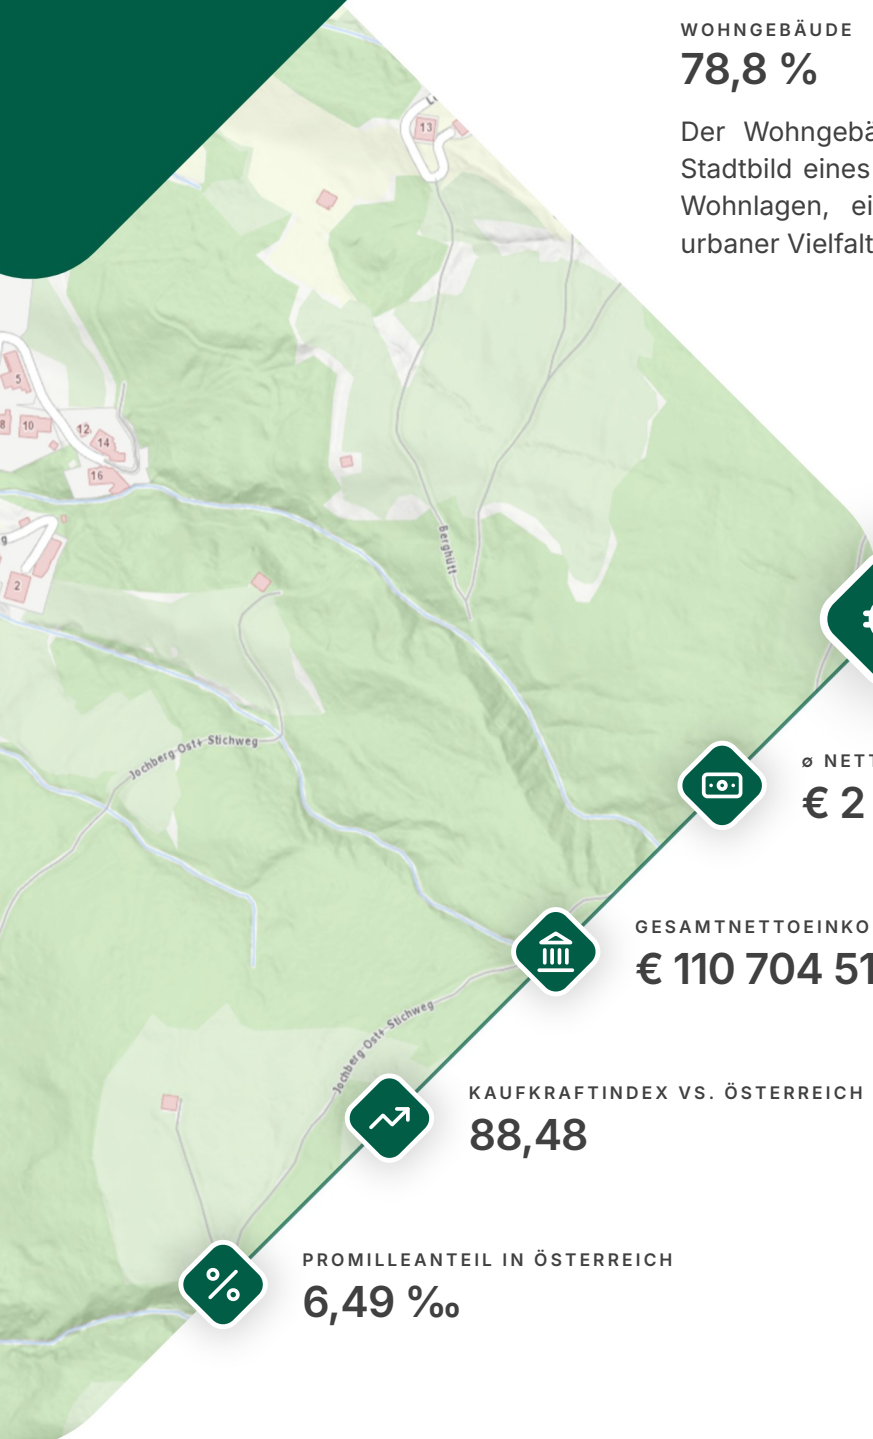 WOHNGEBÄUDE
78,8 %
Der Wohngebä
Stadtbild eines
Wohnlagen, ei
urbaner Vielfalt
13
5
8
10
12
14
16
g
2
Berghütt
Jochberg-Ost+ Stichweg
ø NETT
€ 2
GESAMTNETTOEINKO
€ 110 704 51
Jochberg-Ost+ Stichweg
KAUFKRAFTINDEX VS. ÖSTERREICH
88,48
PROMILLEANTEIL IN ÖSTERREICH
6,49 ‰